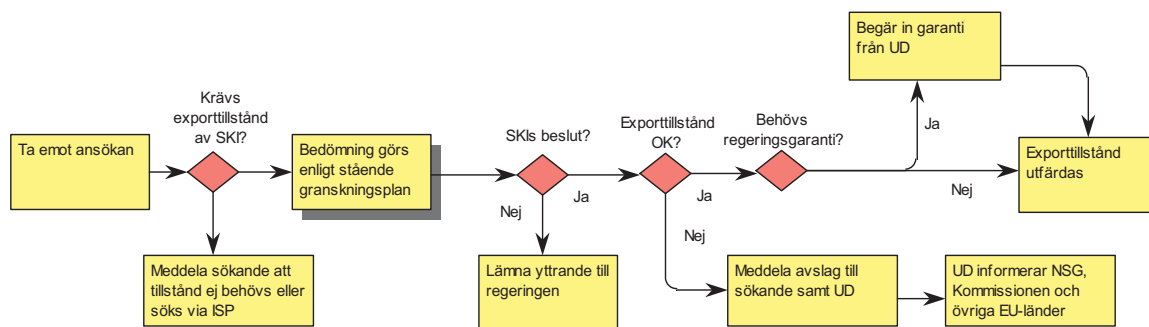 Ta emot ansökan
Krävs
exporttillstånd
av SKI?
Meddela sökande att
tillstånd ej behövs eller
söks via ISP
Bedömning görs
enligt stående
granskningsplan
SKIs beslut?
Nej
Ja
Lämna yttrande till
regeringen
Exporttillstånd
OK?
Ja
Nej
Meddela avslag till
sökande samt UD
UD informerar NSG,
Kommissionen och
övriga EU-länder
Behövs
regeringsgaranti?
Ja
Nej
Begär in garanti
från UD
Exporttillstånd
utfärdas